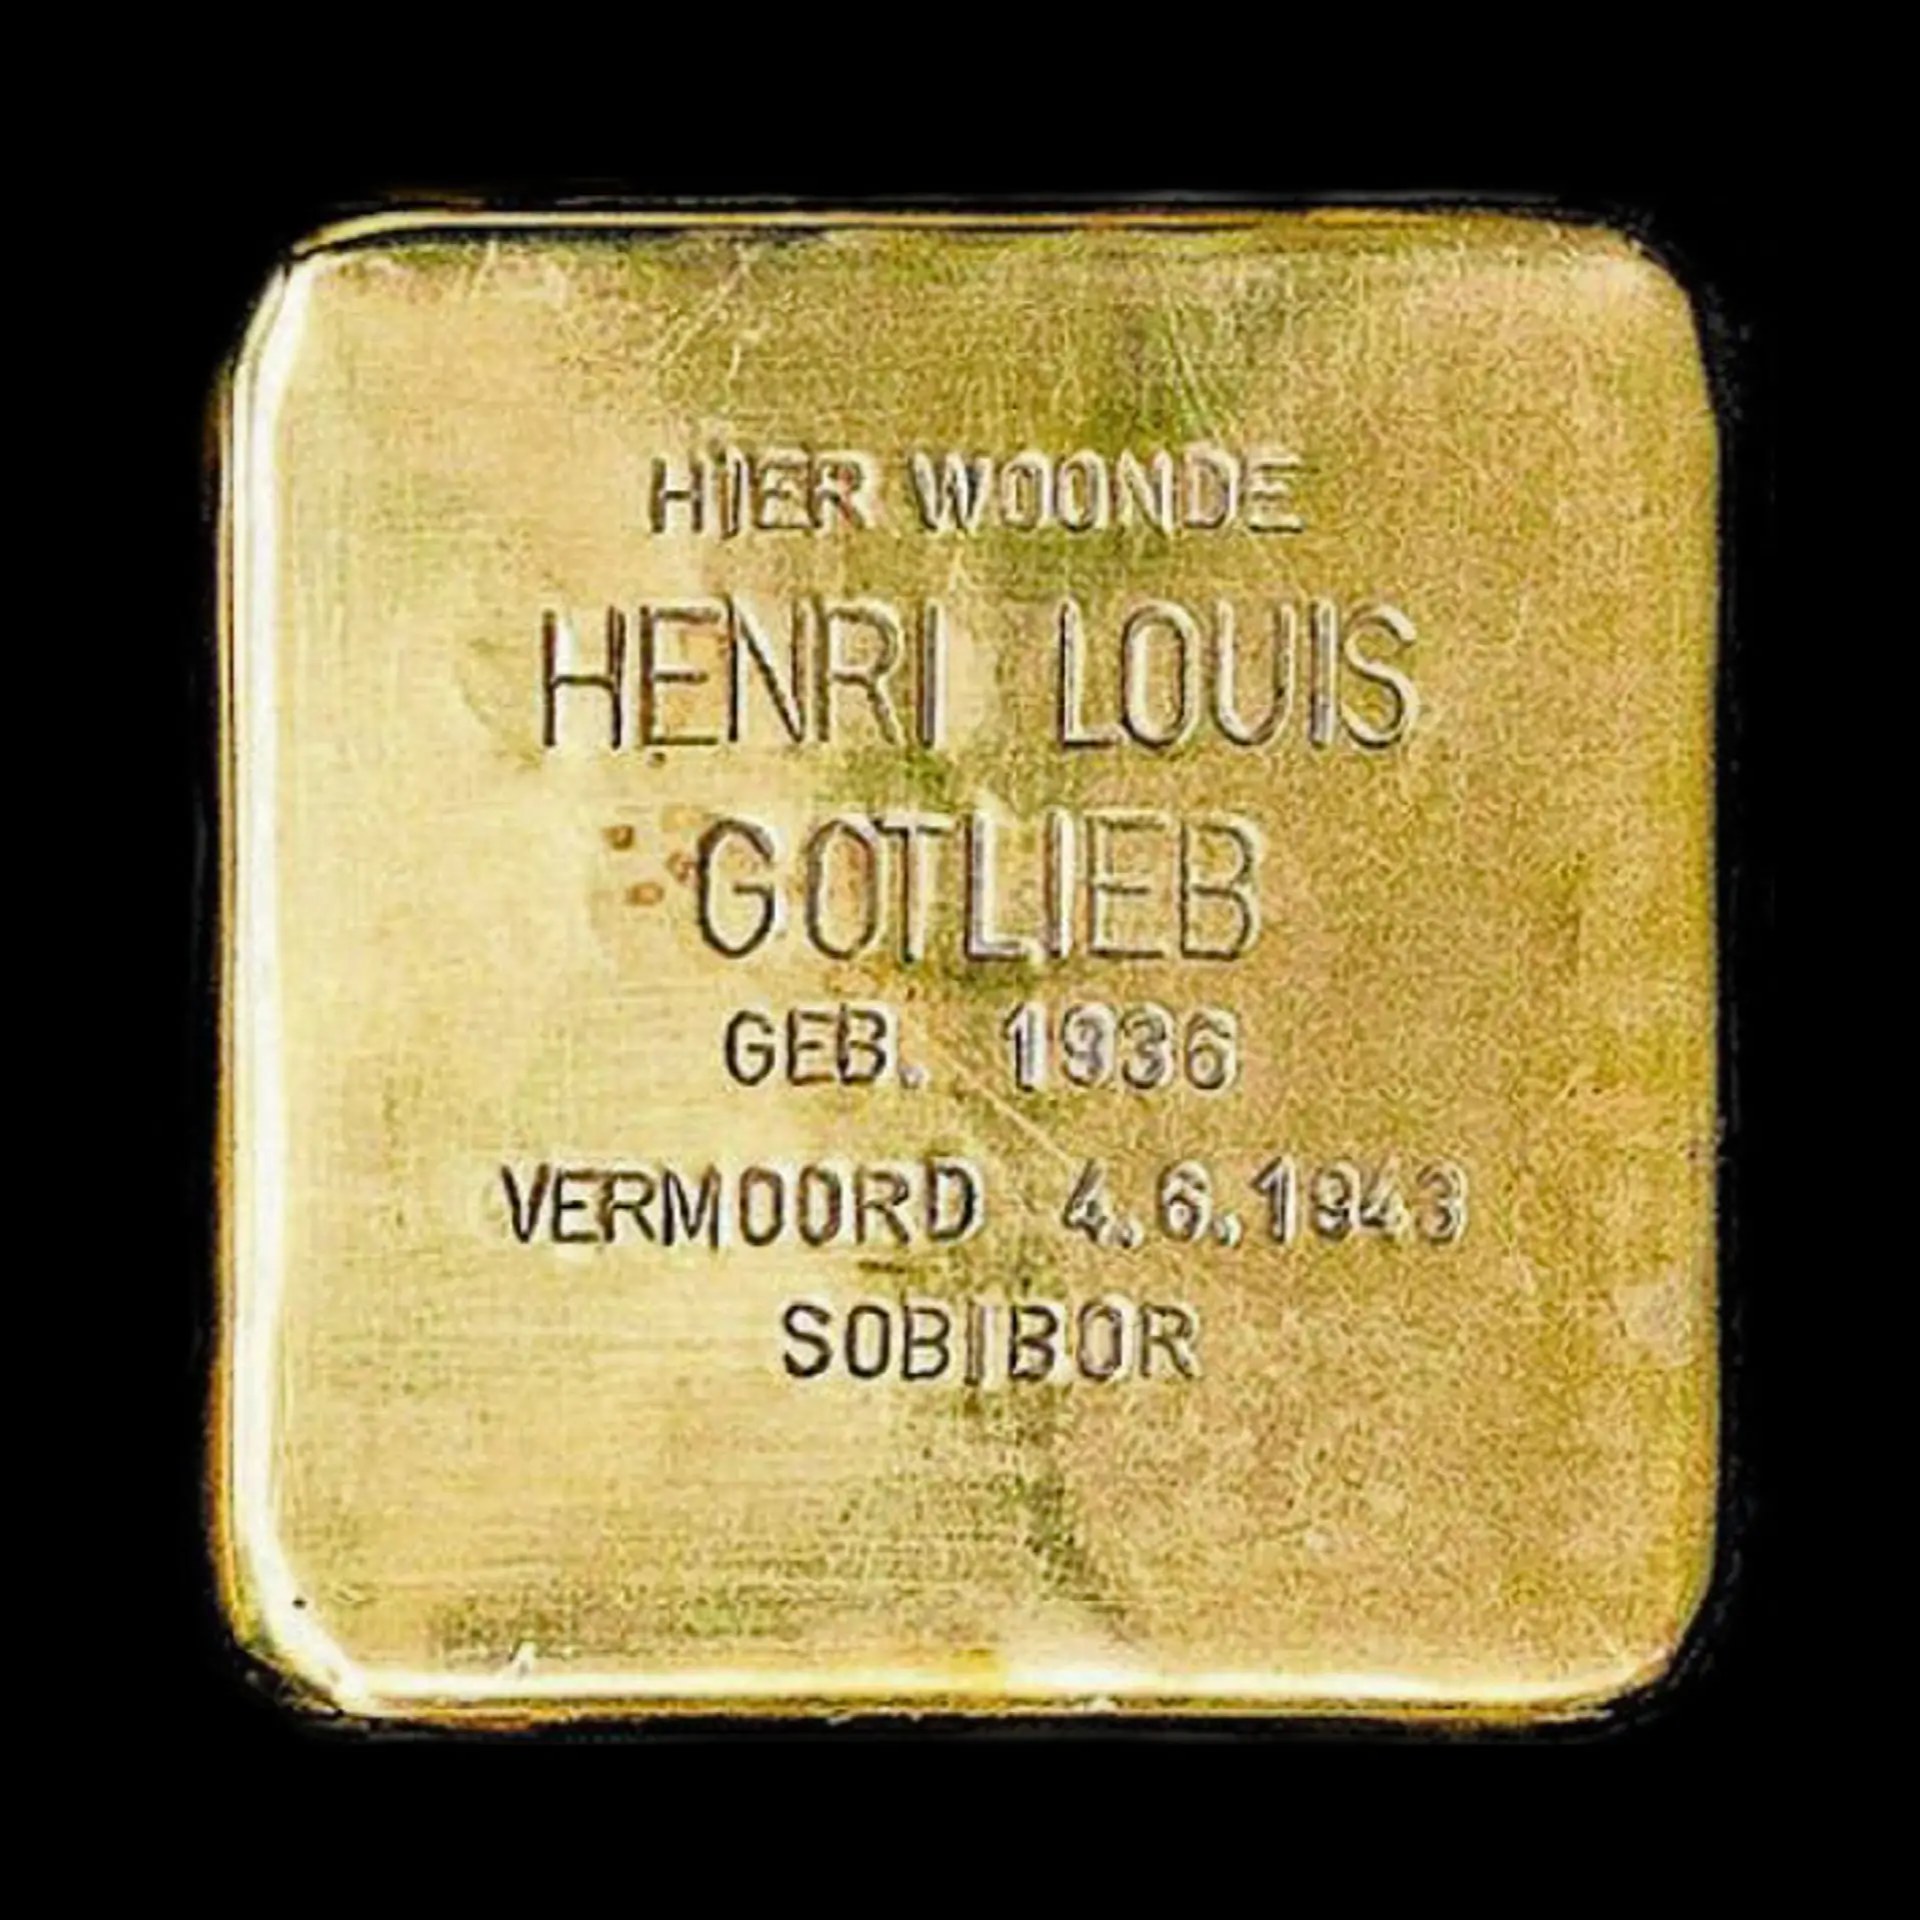 HIER WOONDE
HENRI LOUIS
GOTLIEB
GEB. 1936
VERMOORD 4.6.1943
SOBIBOR